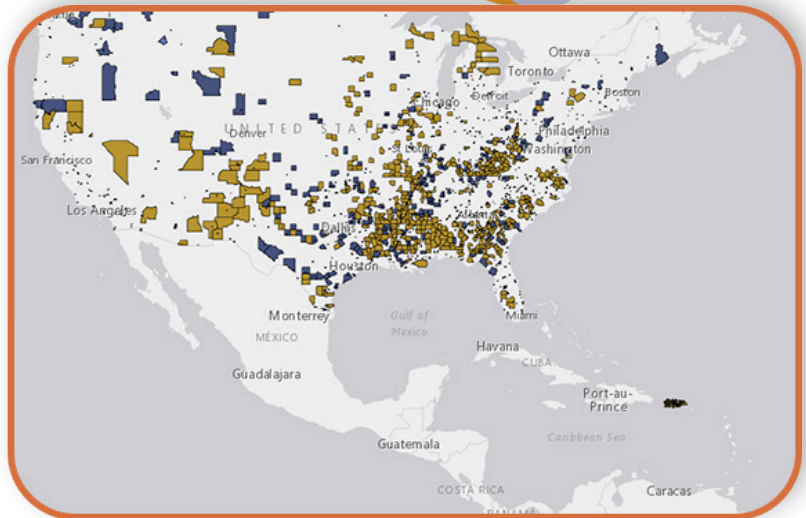 Ottawa
Toronto
Chicago
Detroit
Boston
UNITED STATES
Denver
St Louis
Philadelphia
Washington
San Francisco
Los Angeles
Atlanta
Dallas
Houston
Monterrey
Gulf of
Mexico
Miami
MÉXICO
Havana
CUBA
Guadalajara
Port-au-
Prince
Guatemala
Caribbean Sea
COSTA RICA
Caracas
PANAMÁ